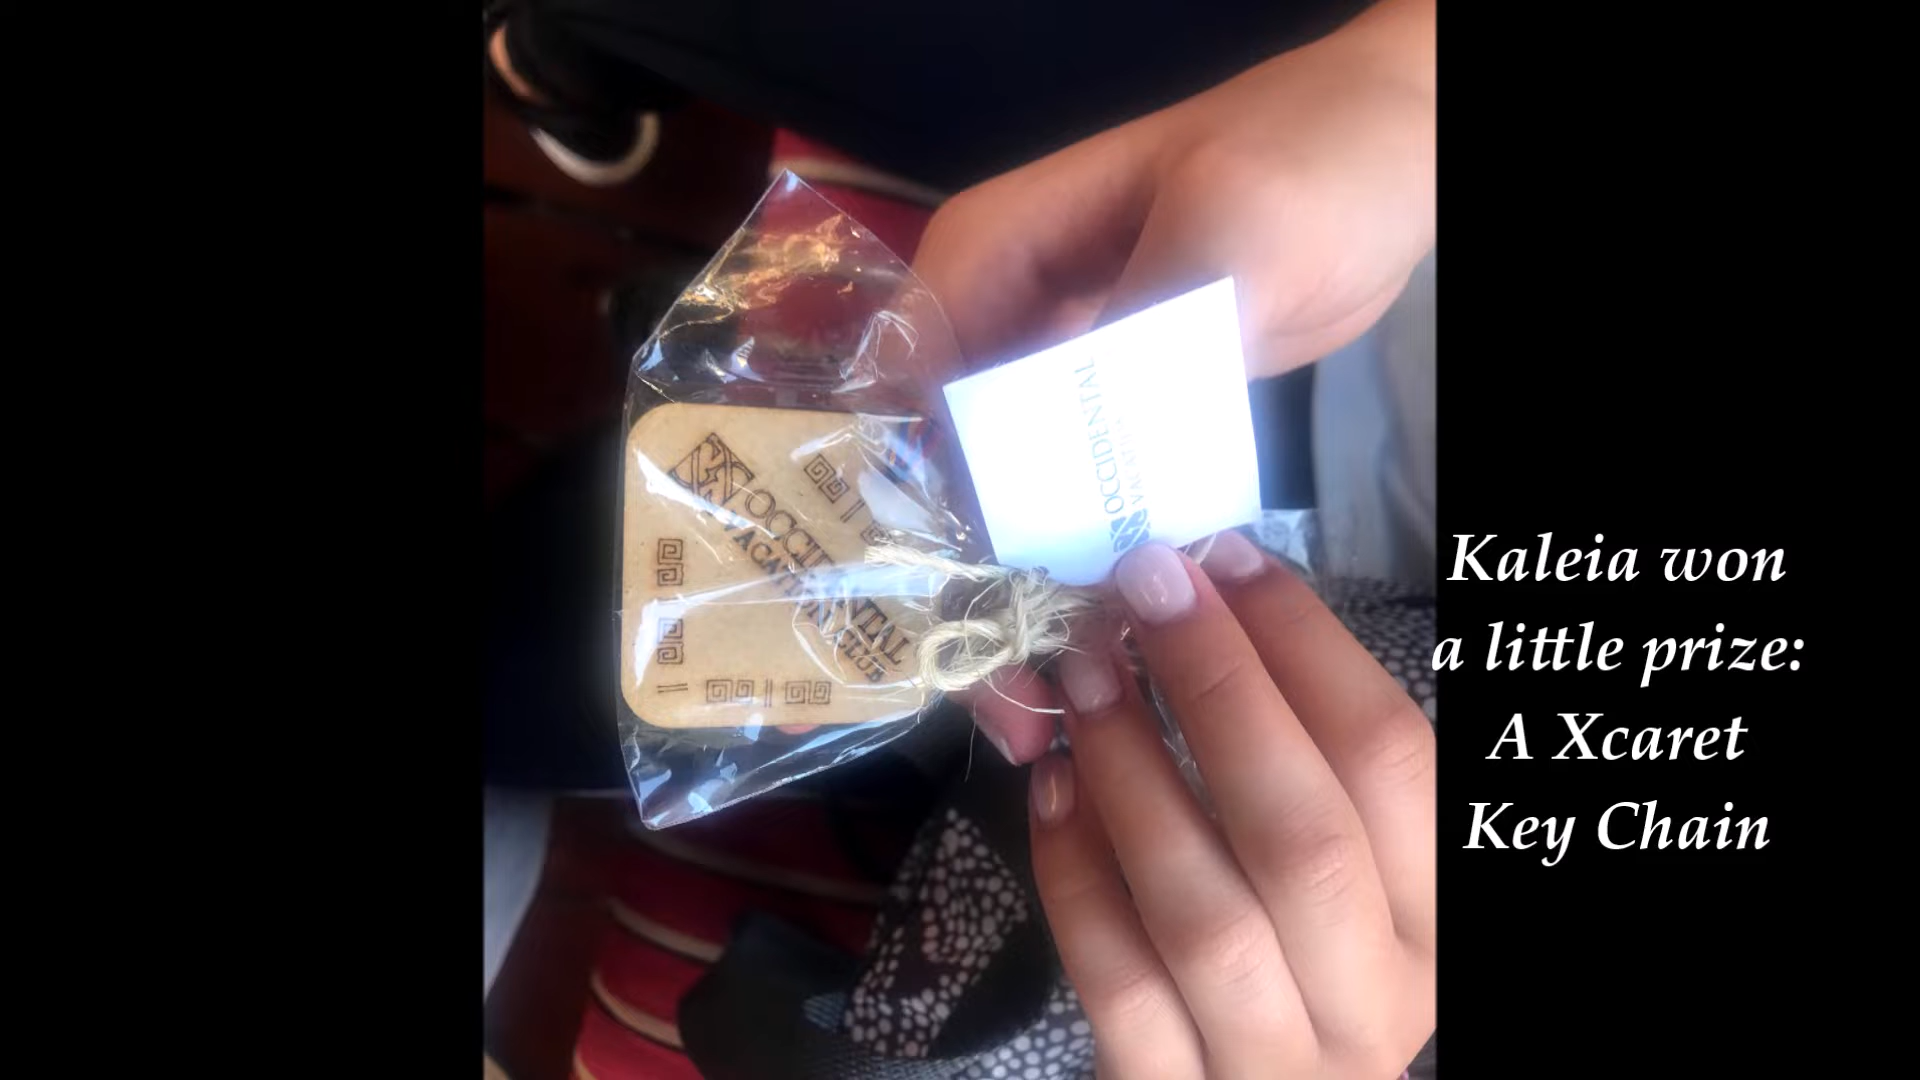 OCCIDENTAL
VACATION CLUB
OCCIDENTAL
Kaleia won
a little prize:
A Xcaret
Key Chain